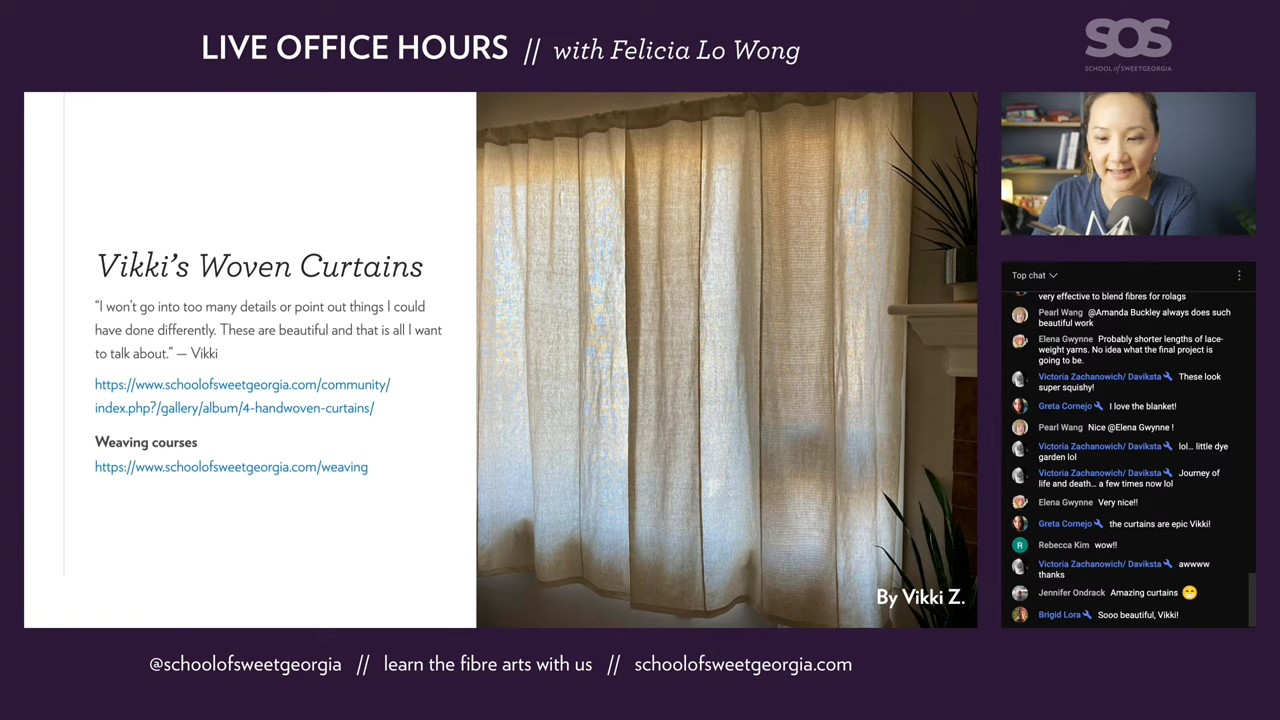 LIVE OFFICE HOURS // with Felicia Lo Wong
SOS
SCHOOL of SWEETGEORGIA
Vikki’s Woven Curtains
“I won’t go into too many details or point out things I could
have done differently. These are beautiful and that is all I want
to talk about.” — Vikki
https://www.schoolofsweetgeorgia.com/community/
index.php?/gallery/album/4-handwoven-curtains/
Weaving courses
https://www.schoolofsweetgeorgia.com/weaving
By Vikki Z.
Top chat
very effective to blend fibres for rolags
Pearl Wang @Amanda Buckley always does such
beautiful work
Elena Gwynne Probably shorter lengths of lace-
weight yarns. No idea what the final project is
going to be.
Victoria Zachanowich/ Daviksta These look
super squishy!
Greta Cornejo I love the blanket!
Pearl Wang Nice @Elena Gwynne !
Victoria Zachanowich/ Daviksta lol... little dye
garden lol
Victoria Zachanowich/ Daviksta Journey of
life and death... a few times now lol
Elena Gwynne Very nice!!
Greta Cornejo the curtains are epic Vikki!
R Rebecca Kim wow!!
Victoria Zachanowich/ Daviksta awwww
thanks
Jennifer Ondrack Amazing curtains 😁
Brigid Lora Sooo beautiful, Vikki!
@schoolofsweetgeorgia // learn the fibre arts with us // schoolofsweetgeorgia.com